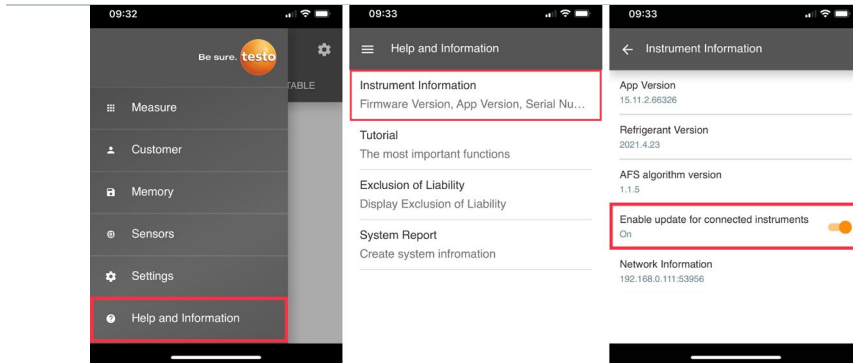 09:32
Be sure. testo
TABLE
Measure
Customer
Memory
Sensors
Settings
Help and Information
09:33
Help and Information
Instrument Information
Firmware Version, App Version, Serial Nu...
Tutorial
The most important functions
Exclusion of Liability
Display Exclusion of Liability
System Report
Create system infromation
09:33
Instrument Information
App Version
15.11.2.66326
Refrigerant Version
2021.4.23
AFS algorithm version
1.1.5
Enable update for connected instruments
On
Network Information
192.168.0.111:53956